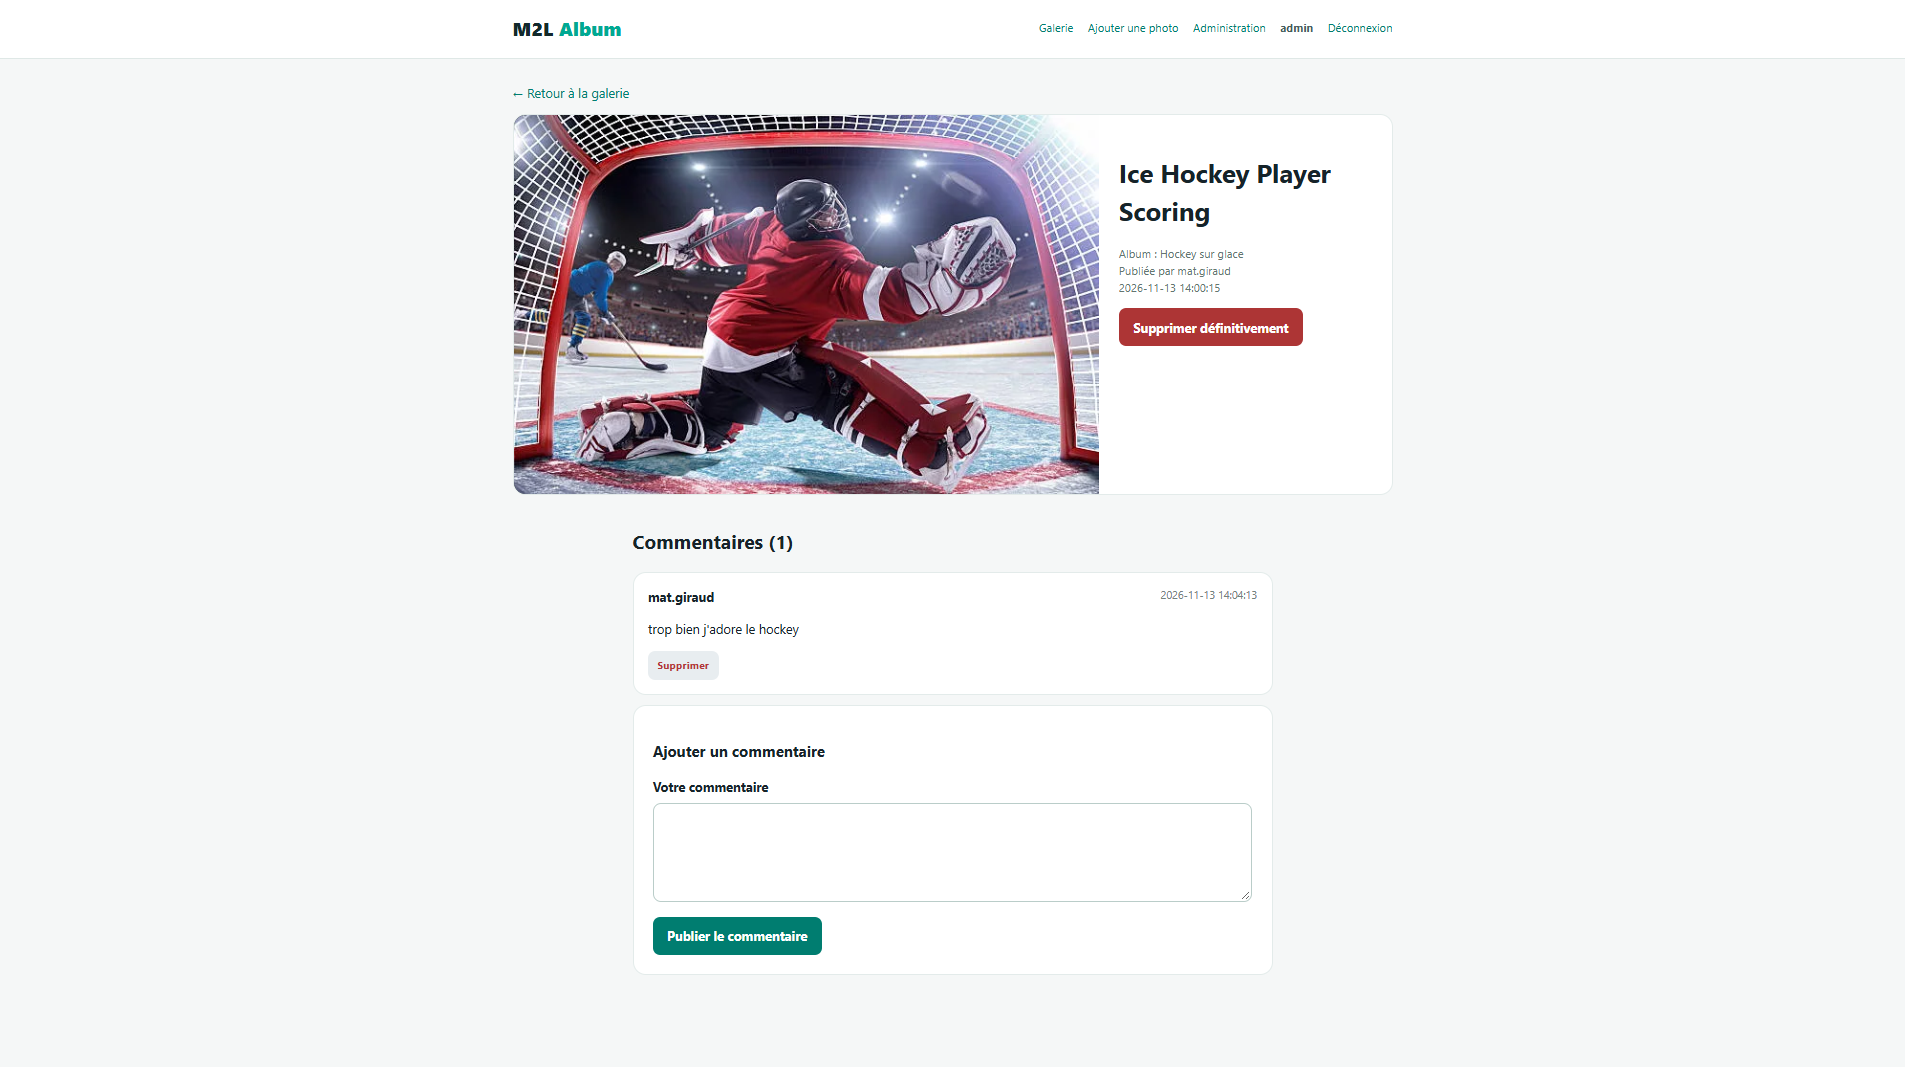 M2L Album
Galerie Ajouter une photo Administration admin Déconnexion
← Retour à la galerie
Ice Hockey Player
Scoring
Album : Hockey sur glace
Publiée par mat.giraud
2026-11-13 14:00:15
Supprimer définitivement
Commentaires (1)
mat.giraud 2026-11-13 14:04:13
trop bien j'adore le hockey
Supprimer
Ajouter un commentaire
Votre commentaire
Publier le commentaire